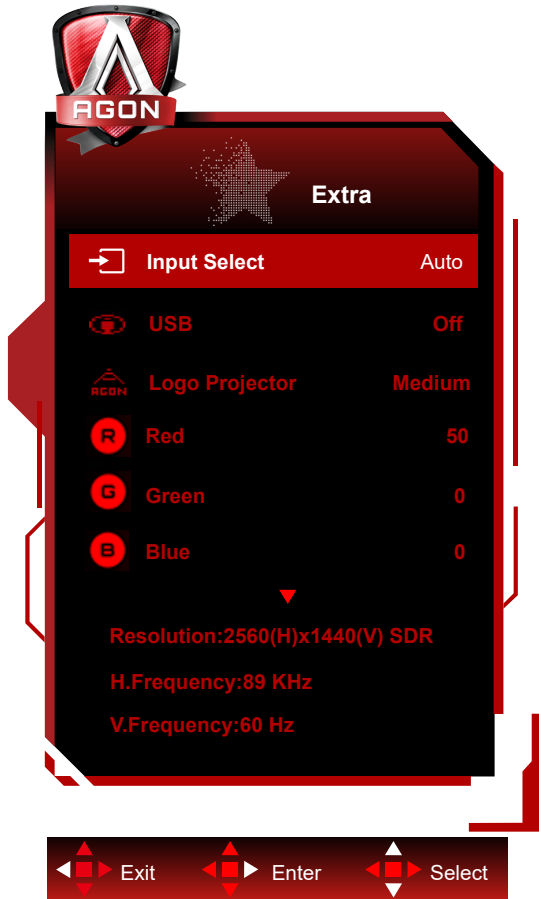 AGON
Extra
Input Select Auto
USB Off
AGON Logo Projector Medium
R Red 50
G Green 0
B Blue 0
Resolution:2560(H)x1440(V) SDR
H.Frequency:89 KHz
V.Frequency:60 Hz
Exit Enter Select